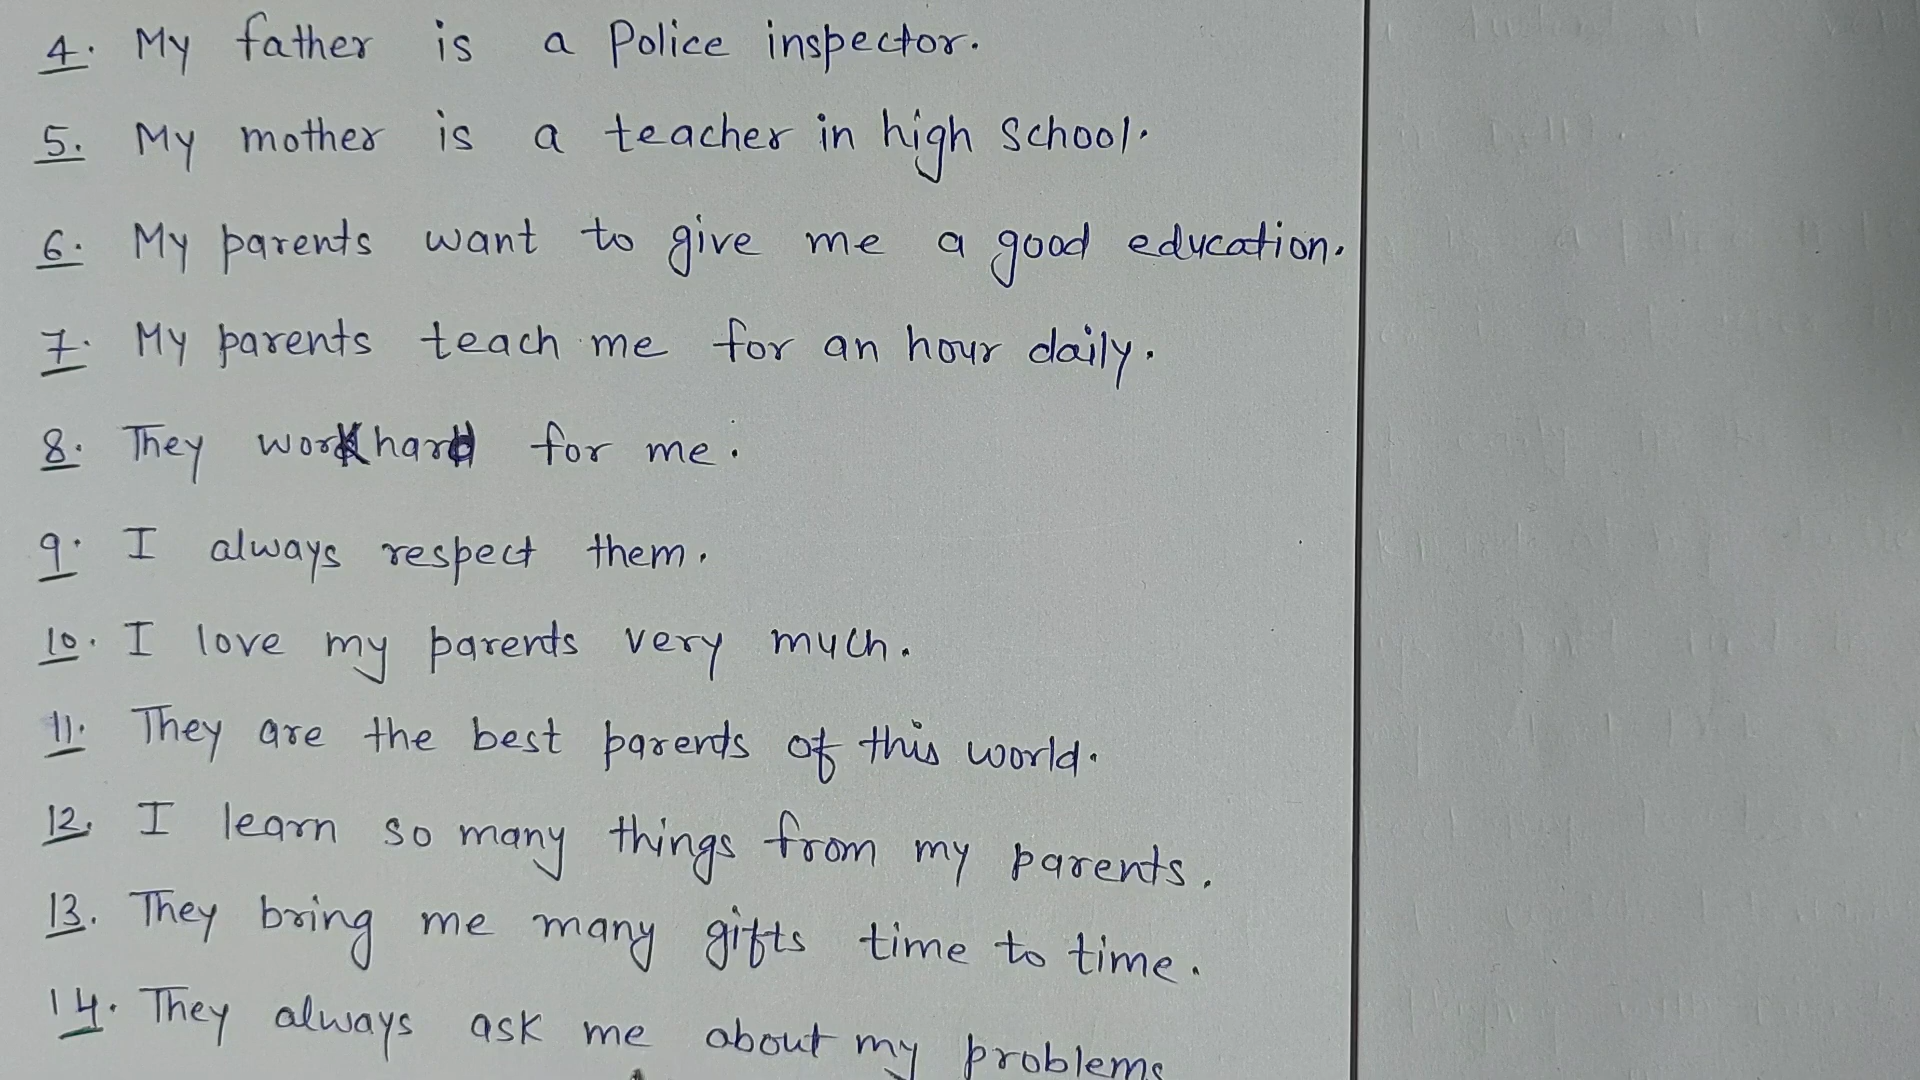 4. My father is a Police inspector.
5. My mother is a teacher in high School.
6. My parents want to give me a good education.
7. My parents teach me for an hour daily.
8. They work hard for me.
9. I always respect them.
10. I love my parents very much.
11. They are the best parents of this world.
12. I learn so many things from my parents.
13. They bring me many gifts time to time.
14. They always ask me about my problems